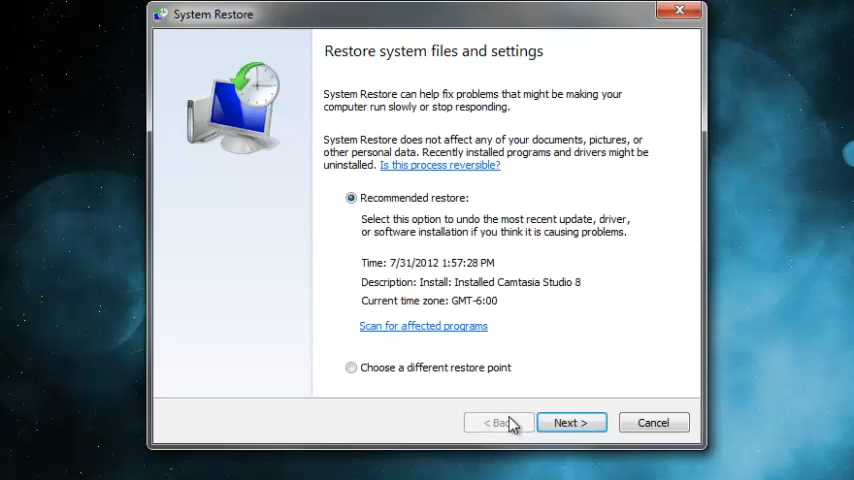 System Restore
Restore system files and settings
System Restore can help fix problems that might be making your
computer run slowly or stop responding.
System Restore does not affect any of your documents, pictures, or
other personal data. Recently installed programs and drivers might be
uninstalled. Is this process reversible?
Recommended restore:
Select this option to undo the most recent update, driver,
or software installation if you think it is causing problems.
Time: 7/31/2012 1:57:28 PM
Description: Install: Installed Camtasia Studio 8
Current time zone: GMT-6:00
Scan for affected programs
Choose a different restore point
< Back Next > Cancel